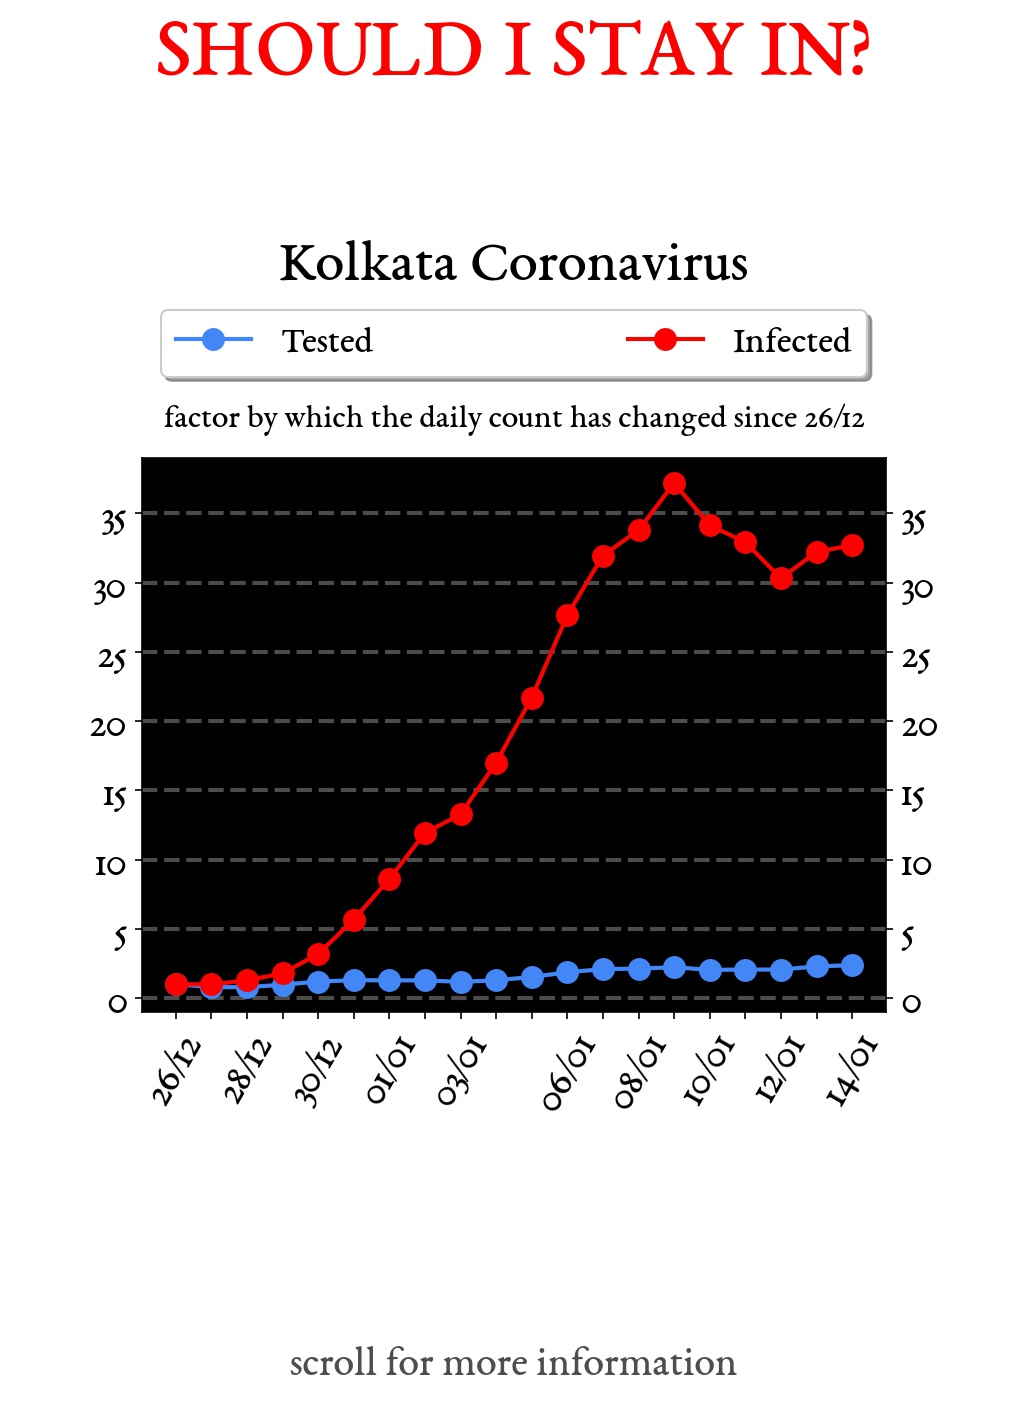 SHOULD I STAY IN?
Kolkata Coronavirus
Tested Infected
factor by which the daily count has changed since 26/12
35 35
30 30
25 25
20 20
15 15
10 10
5 5
0 0
26/12 28/12 30/12 01/01 03/01 06/01 08/01 10/01 12/01 14/01
scroll for more information